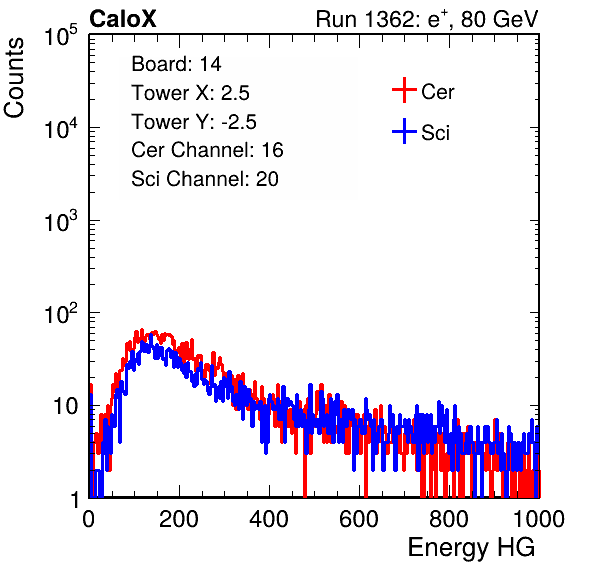 CaloX Run 1362: e⁺, 80 GeV
Counts
10⁵
10⁴
10³
10²
10
1
Board: 14
Tower X: 2.5
Tower Y: -2.5
Cer Channel: 16
Sci Channel: 20
Cer
Sci
0 200 400 600 800 1000
Energy HG